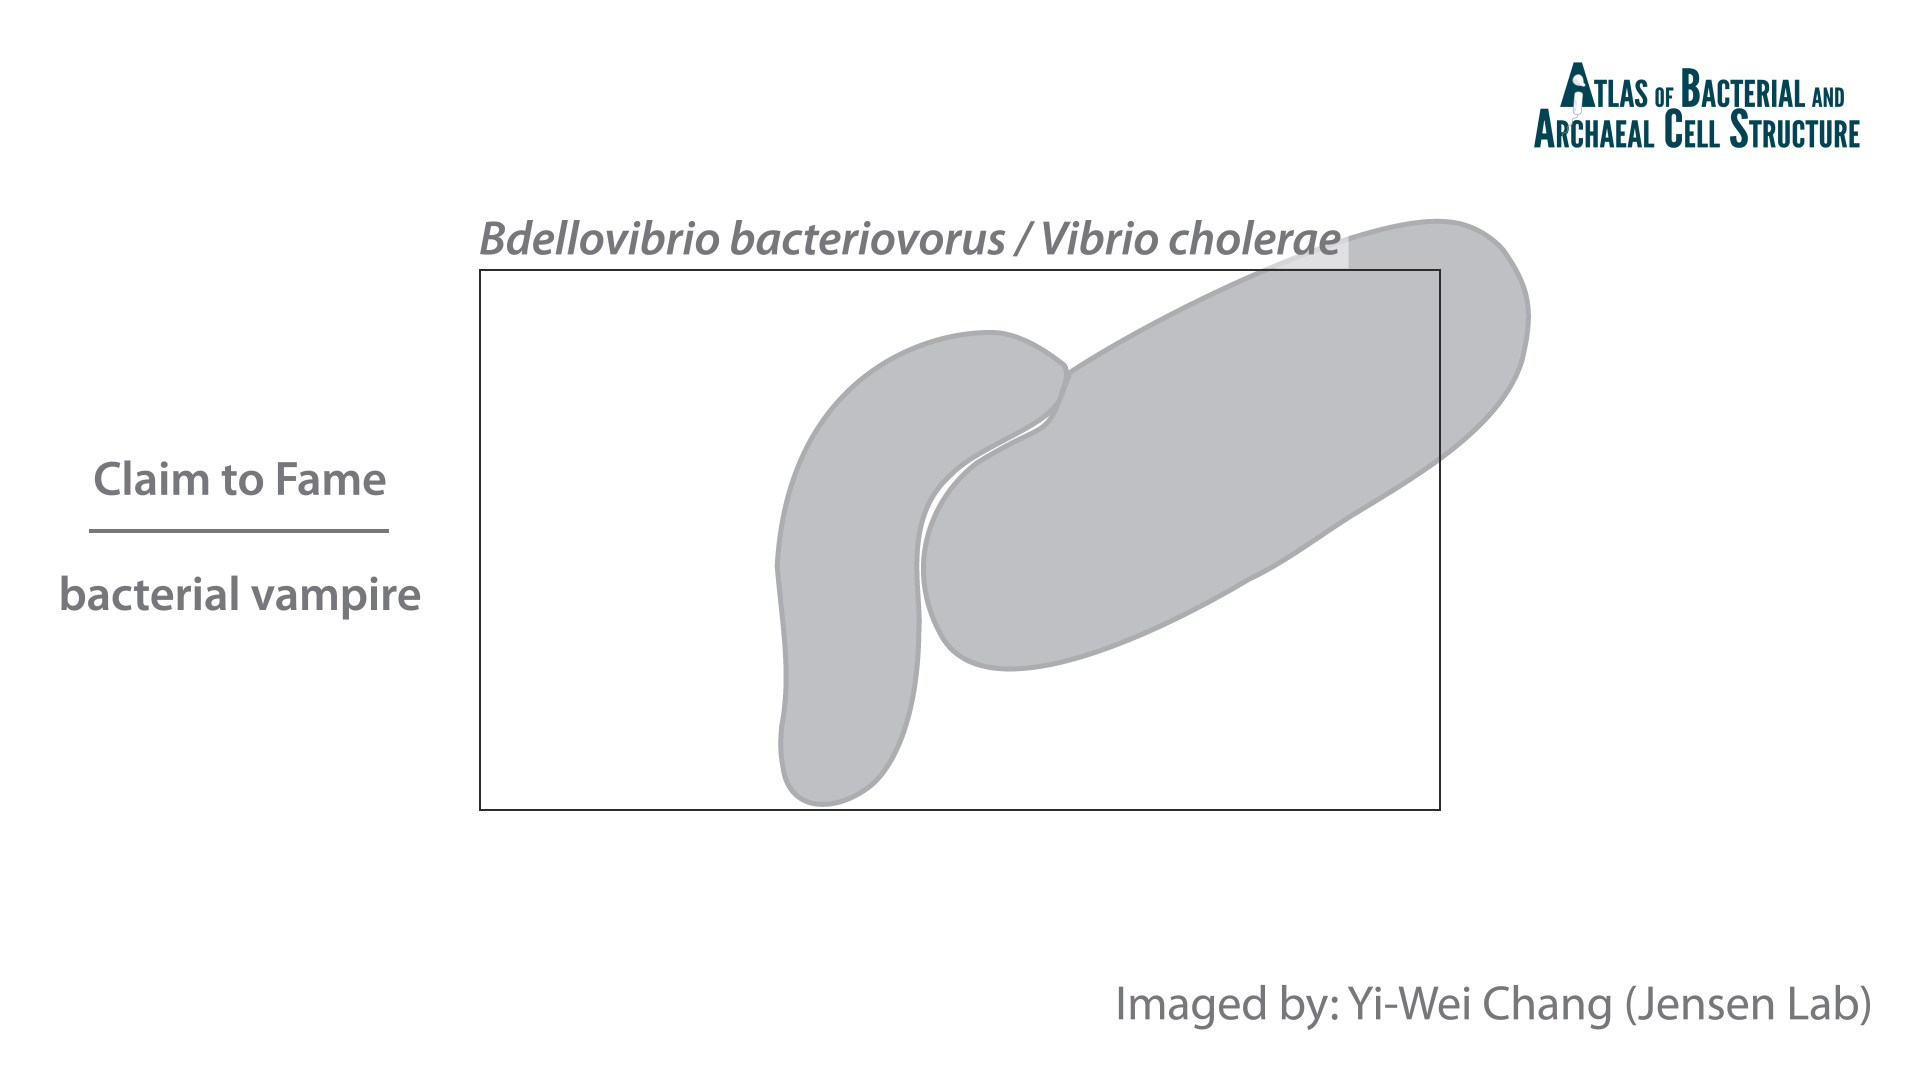 Atlas of Bacterial and
Archaeal Cell Structure
Bdellovibrio bacteriovorus / Vibrio cholerae
Claim to Fame
bacterial vampire
Imaged by: Yi-Wei Chang (Jensen Lab)